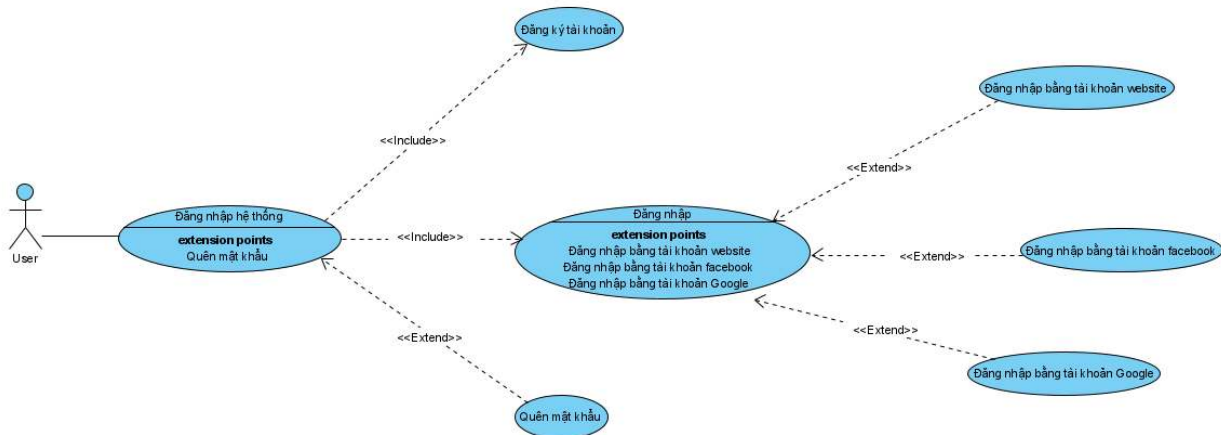 Đăng ký tài khoản
Đăng nhập bằng tài khoản website
<<Include>>
<<Extend>>
User
Đăng nhập hệ thống
extension points
Quên mật khẩu
<<Include>>
Đăng nhập
extension points
Đăng nhập bằng tài khoản website
Đăng nhập bằng tài khoản facebook
Đăng nhập bằng tài khoản Google
<<Extend>>
Đăng nhập bằng tài khoản facebook
<<Extend>>
<<Extend>>
Đăng nhập bằng tài khoản Google
Quên mật khẩu